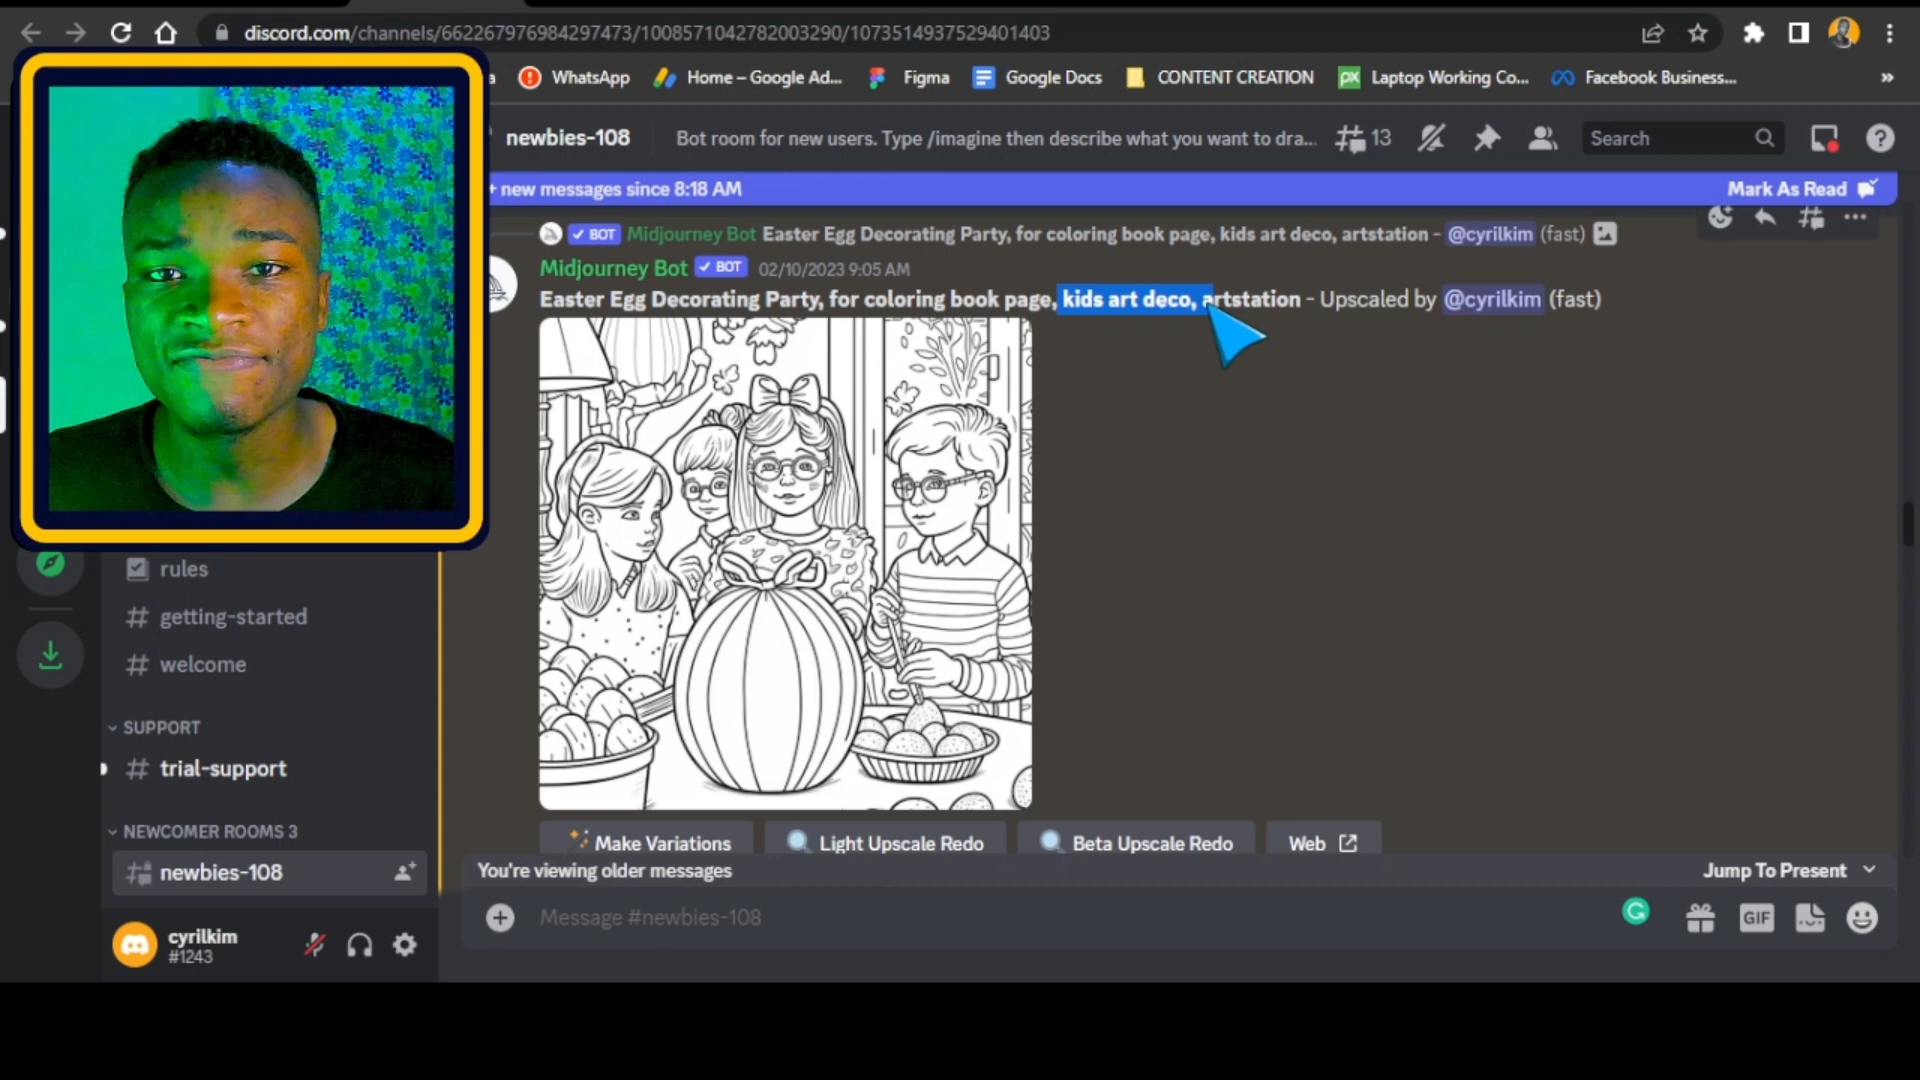 discord.com/channels/662267976984297473/1008571042782003290/1073514937529401403
a WhatsApp Home – Google Ad... Figma Google Docs CONTENT CREATION px Laptop Working Co... Facebook Business... »
newbies-108 Bot room for new users. Type /imagine then describe what you want to dra... 13 Search
+ new messages since 8:18 AM Mark As Read
BOT Midjourney Bot Easter Egg Decorating Party, for coloring book page, kids art deco, artstation - @cyrilkim (fast)
Midjourney Bot BOT 02/10/2023 9:05 AM
Easter Egg Decorating Party, for coloring book page, kids art deco, artstation - Upscaled by @cyrilkim (fast)
rules
# getting-started
# welcome
SUPPORT
# trial-support
NEWCOMER ROOMS 3
newbies-108
cyrilkim
#1243
Make Variations Light Upscale Redo Beta Upscale Redo Web
You're viewing older messages Jump To Present
Message #newbies-108 GIF